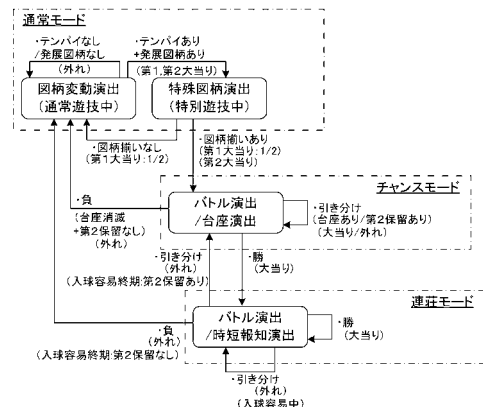 通常モード
・テンパイなし
/発展図柄なし
(外れ)
・テンパイあり
+発展図柄あり
(第1,第2大当り)
図柄変動演出
(通常遊技中)
特殊図柄演出
(特別遊技中)
・図柄揃いなし
(第1大当り:1/2)
・図柄揃いあり
(第1大当り:1/2)
(第2大当り)
チャンスモード
バトル演出
/台座演出
・引き分け
(台座あり/第2保留あり)
(大当り/外れ)
・負
(台座消滅
+第2保留なし)
(外れ)
・引き分け
(外れ)
(入球容易終期:第2保留あり)
・勝
(大当り)
連荘モード
バトル演出
/時短報知演出
・勝
(大当り)
・負
(外れ)
(入球容易終期:第2保留なし)
・引き分け
(外れ)
(入球容易中)